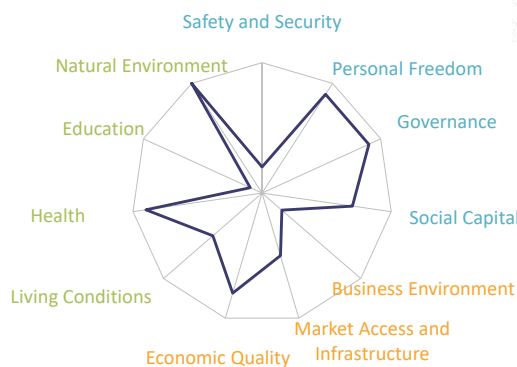 Safety and Security
Natural Environment
Personal Freedom
Education
Governance
Health
Social Capital
Business Environment
Living Conditions
Market Access and
Infrastructure
Economic Quality